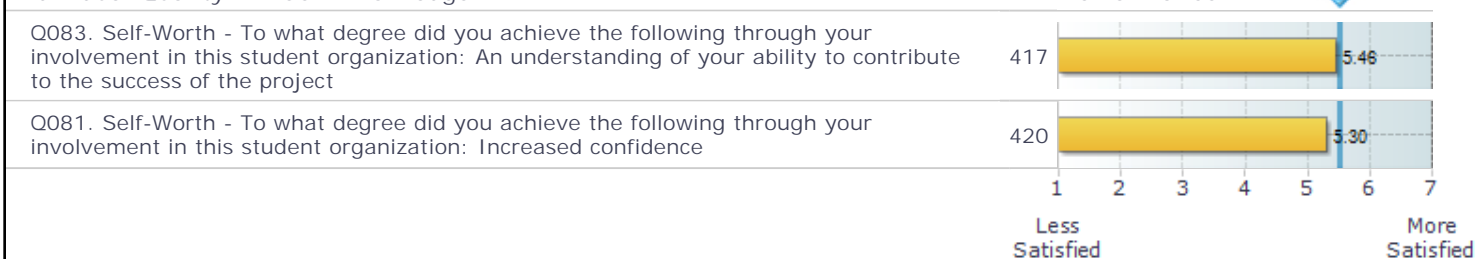 Q083. Self-Worth - To what degree did you achieve the following through your
involvement in this student organization: An understanding of your ability to contribute
to the success of the project
417
5.46
Q081. Self-Worth - To what degree did you achieve the following through your
involvement in this student organization: Increased confidence
420
5.30
1 2 3 4 5 6 7
Less
Satisfied
More
Satisfied